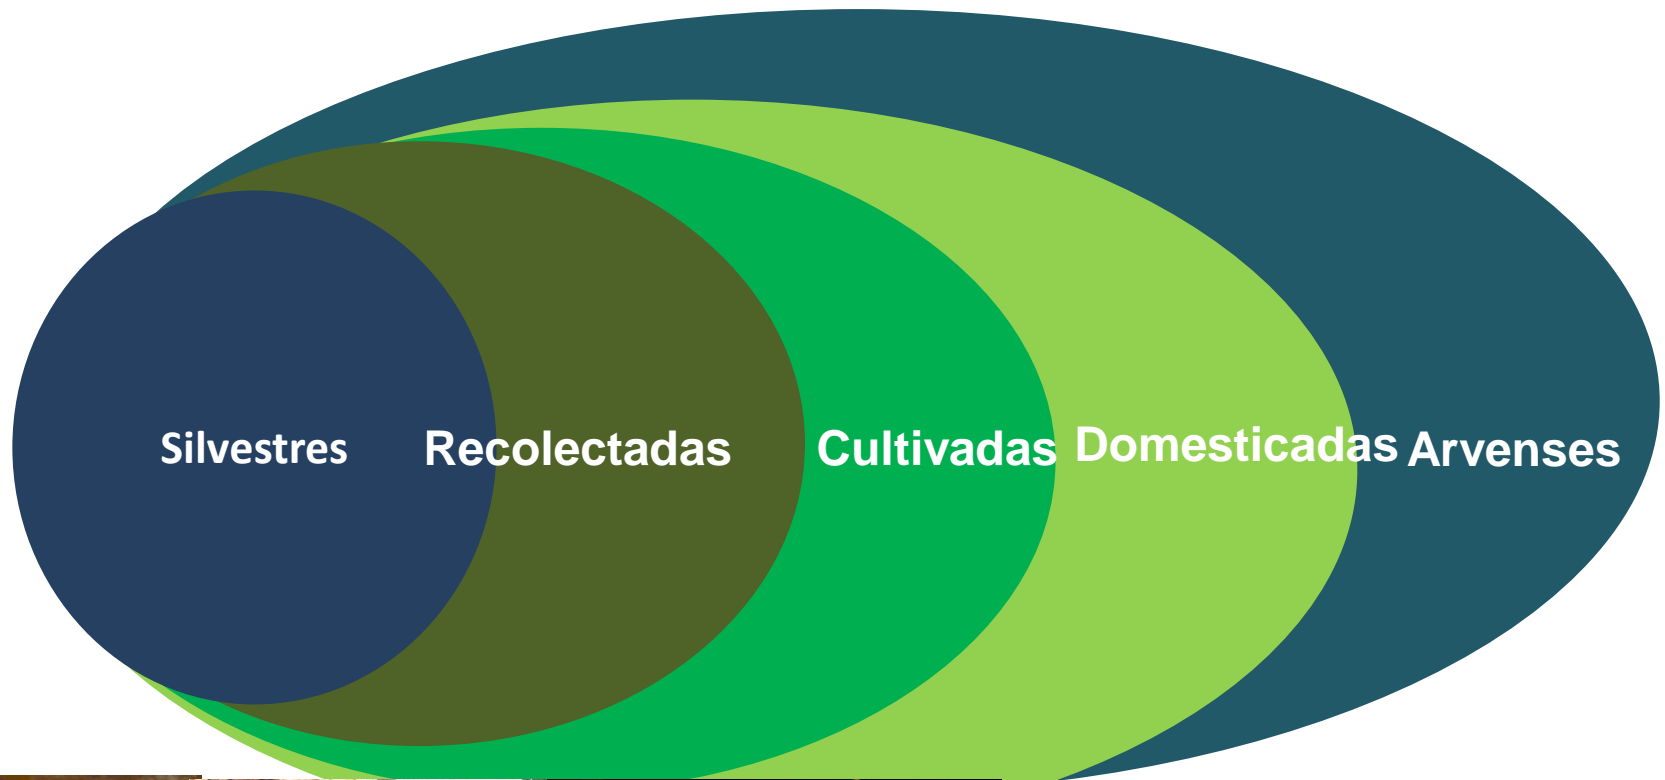 Silvestres
Recolectadas
Cultivadas
Domesticadas
Arvenses